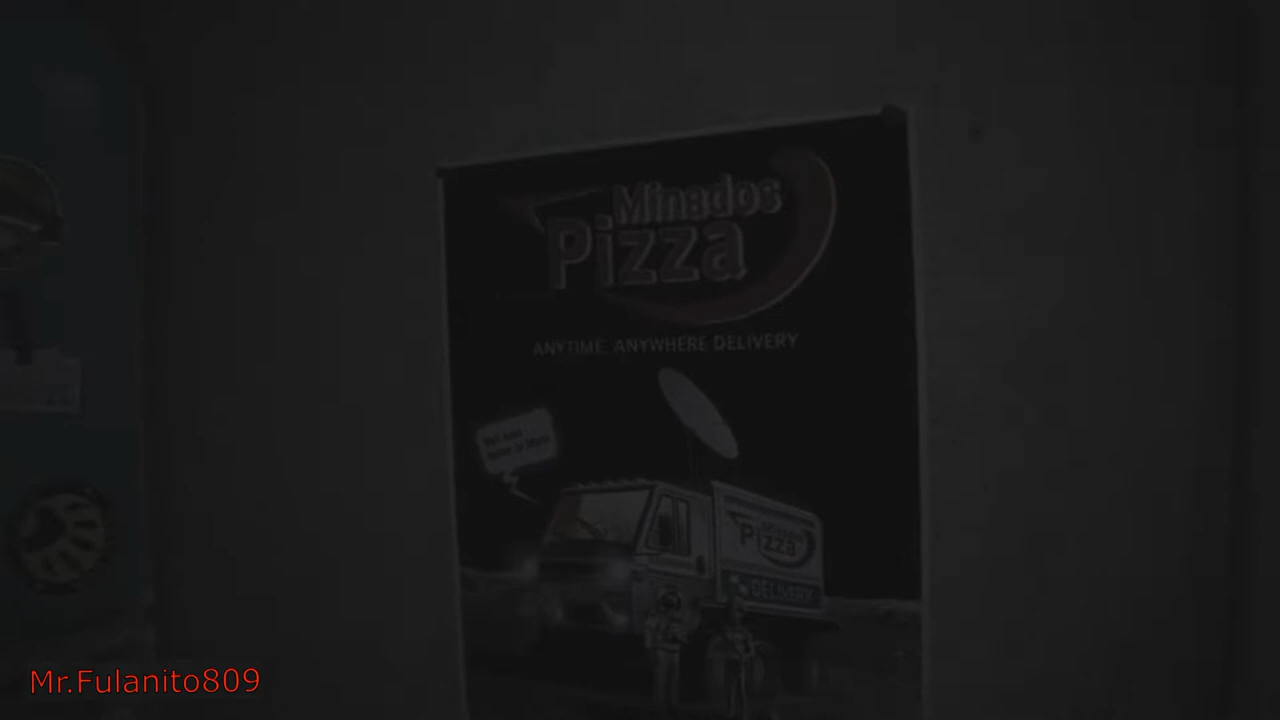 Minados
Pizza
ANYTIME ANYWHERE DELIVERY
Pizza
DELIVERY
Mr.Fulanito809